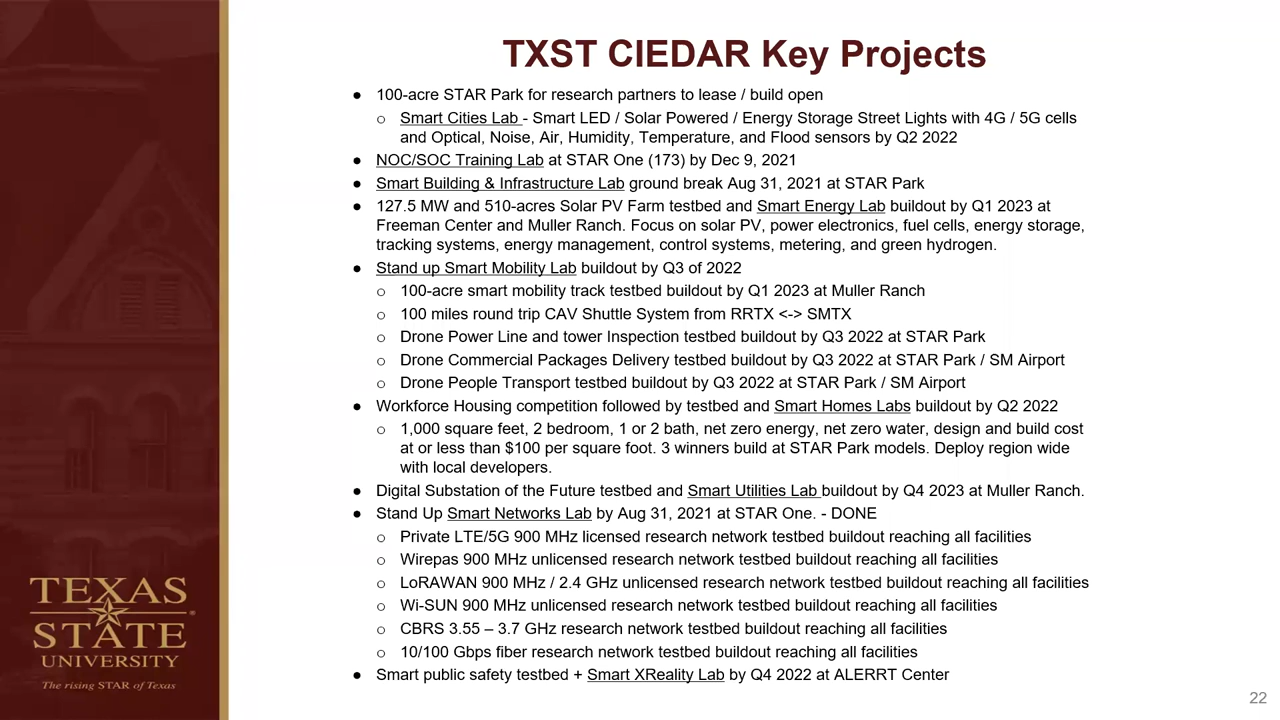 TXST CIEDAR Key Projects
● 100-acre STAR Park for research partners to lease / build open
○ Smart Cities Lab - Smart LED / Solar Powered / Energy Storage Street Lights with 4G / 5G cells
and Optical, Noise, Air, Humidity, Temperature, and Flood sensors by Q2 2022
● NOC/SOC Training Lab at STAR One (173) by Dec 9, 2021
● Smart Building & Infrastructure Lab ground break Aug 31, 2021 at STAR Park
● 127.5 MW and 510-acres Solar PV Farm testbed and Smart Energy Lab buildout by Q1 2023 at
Freeman Center and Muller Ranch. Focus on solar PV, power electronics, fuel cells, energy storage,
tracking systems, energy management, control systems, metering, and green hydrogen.
● Stand up Smart Mobility Lab buildout by Q3 of 2022
○ 100-acre smart mobility track testbed buildout by Q1 2023 at Muller Ranch
○ 100 miles round trip CAV Shuttle System from RRTX <-> SMTX
○ Drone Power Line and tower Inspection testbed buildout by Q3 2022 at STAR Park
○ Drone Commercial Packages Delivery testbed buildout by Q3 2022 at STAR Park / SM Airport
○ Drone People Transport testbed buildout by Q3 2022 at STAR Park / SM Airport
● Workforce Housing competition followed by testbed and Smart Homes Labs buildout by Q2 2022
○ 1,000 square feet, 2 bedroom, 1 or 2 bath, net zero energy, net zero water, design and build cost
at or less than $100 per square foot. 3 winners build at STAR Park models. Deploy region wide
with local developers.
● Digital Substation of the Future testbed and Smart Utilities Lab buildout by Q4 2023 at Muller Ranch.
● Stand Up Smart Networks Lab by Aug 31, 2021 at STAR One. - DONE
○ Private LTE/5G 900 MHz licensed research network testbed buildout reaching all facilities
○ Wirepas 900 MHz unlicensed research network testbed buildout reaching all facilities
○ LoRAWAN 900 MHz / 2.4 GHz unlicensed research network testbed buildout reaching all facilities
○ Wi-SUN 900 MHz unlicensed research network testbed buildout reaching all facilities
○ CBRS 3.55 – 3.7 GHz research network testbed buildout reaching all facilities
○ 10/100 Gbps fiber research network testbed buildout reaching all facilities
● Smart public safety testbed + Smart XReality Lab by Q4 2022 at ALERRT Center
TEXAS
STATE
®
UNIVERSITY
The rising STAR of Texas
22